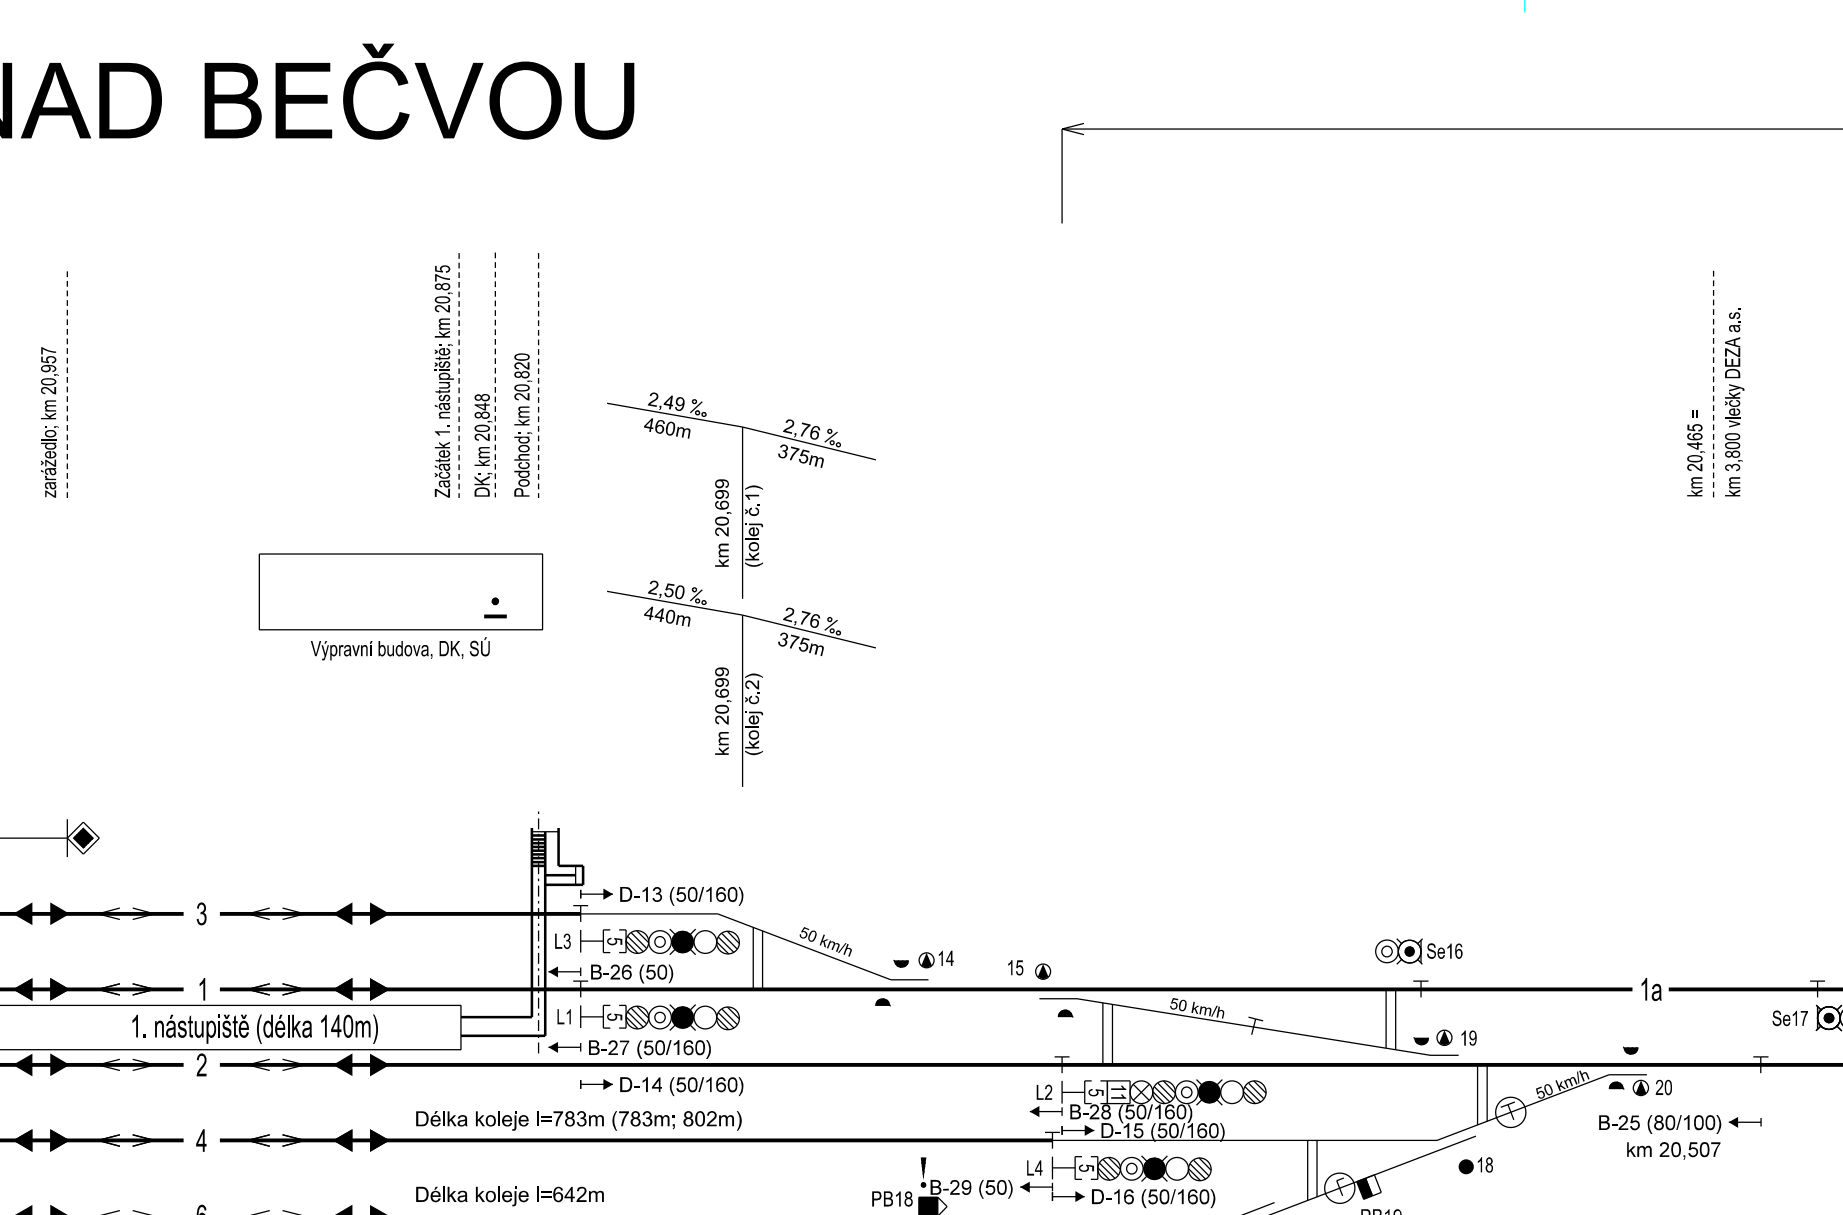 NAD BEČVOU
zarážedlo; km 20,957
Začátek 1. nástupiště; km 20,875
DK; km 20,848
Podchod; km 20,820
2,49 ‰
460m
2,76 ‰
375m
km 20,699
(kolej č.1)
km 20,465 =
km 3,800 vlečky DEZA a.s.
Výpravní budova, DK, SÚ
2,50 ‰
440m
2,76 ‰
375m
km 20,699
(kolej č.2)
D-13 (50/160)
3
L3
5
50 km/h
14
15
Se16
B-26 (50)
1
1a
L1
5
50 km/h
Se17
1. nástupiště (délka 140m)
19
B-27 (50/160)
2
D-14 (50/160)
L2
5
11
50 km/h
20
B-28 (50/160)
Délka koleje l=783m (783m; 802m)
D-15 (50/160)
B-25 (80/100)
km 20,507
4
L4
5
18
B-29 (50)
D-16 (50/160)
Délka koleje l=642m
PB18